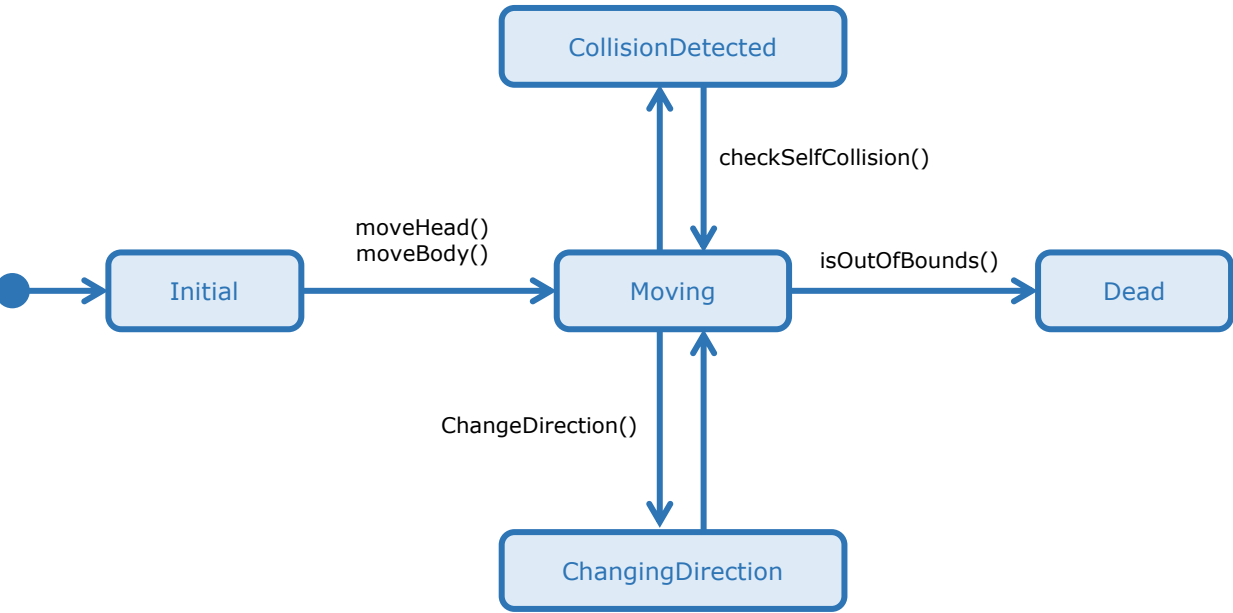 CollisionDetected
checkSelfCollision()
moveHead()
moveBody()
isOutOfBounds()
Initial
Moving
Dead
ChangeDirection()
ChangingDirection